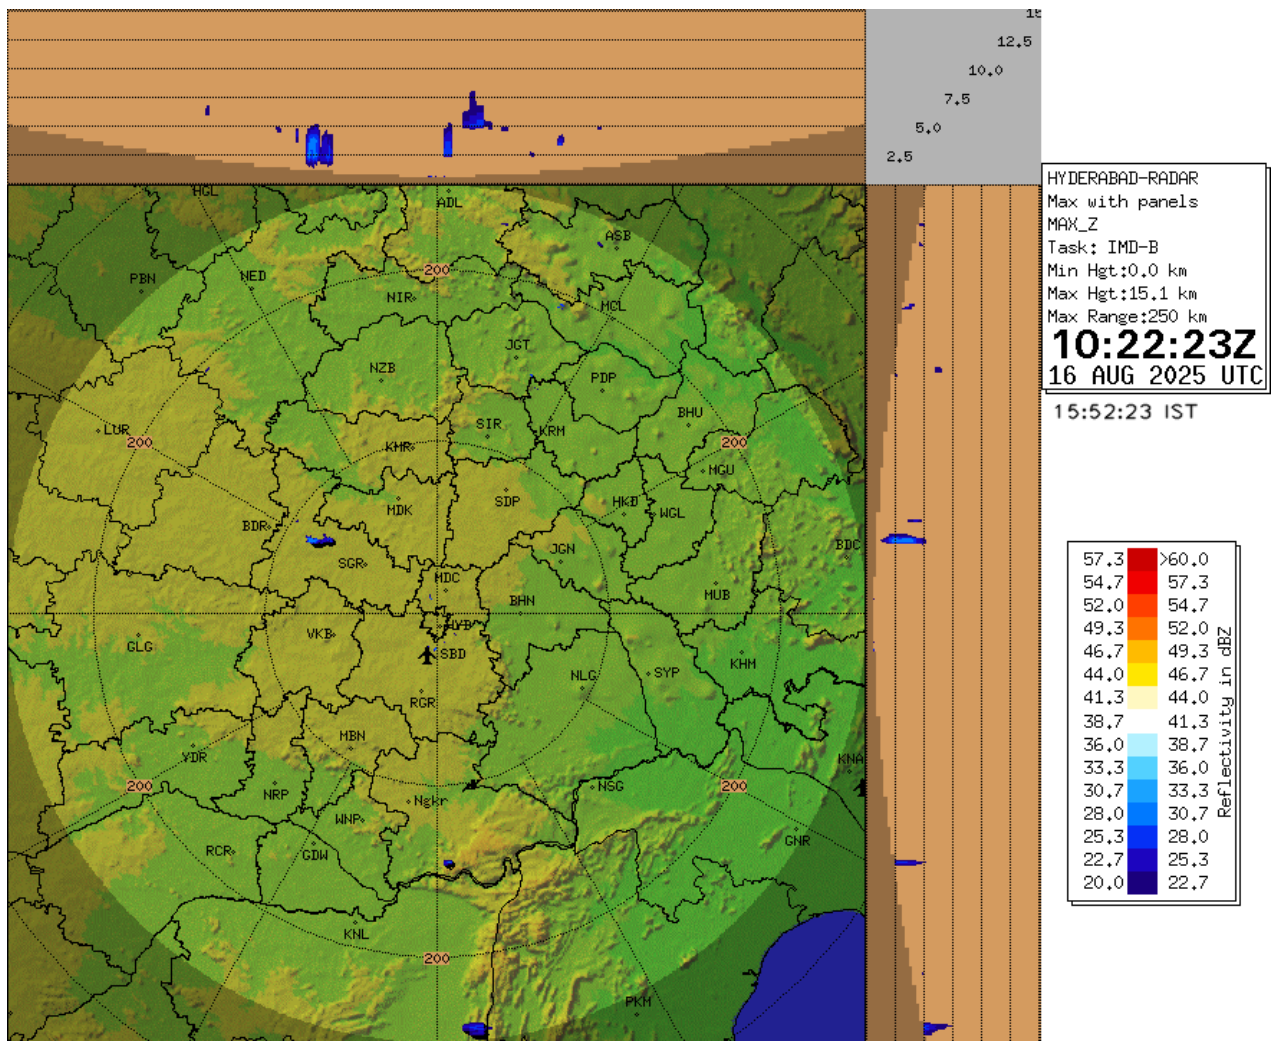 15
12.5
10.0
7.5
5.0
2.5
HYDERABAD-RADAR
Max with panels
MAX_Z
Task: IMD-B
Min Hgt:0.0 km
Max Hgt:15.1 km
Max Range:250 km
10:22:23Z
16 AUG 2025 UTC
15:52:23 IST
HGL
ADL
ASB
PBN
NED
200
NIR
MCL
JGT
NZB
PDP
BHU
LUR
200
SIR
KRM
200
KMR
MGU
SDP
MDK
HKD
WGL
BDR
JGN
BDC
SGR
MDC
BHN
MUB
HYB
VKB
GLG
SBD
KHM
NLG
SYP
RGR
MBN
YDR
KNA
200
NRP
NSG
200
Ngkr
WNP
GNR
RCR
GDW
KNL
200
PKM
57.3 >60.0
54.7 57.3
52.0 54.7
49.3 52.0
46.7 49.3
44.0 46.7
41.3 44.0
38.7 41.3
36.0 38.7
33.3 36.0
30.7 33.3
28.0 30.7
25.3 28.0
22.7 25.3
20.0 22.7
Reflectivity in dBZ